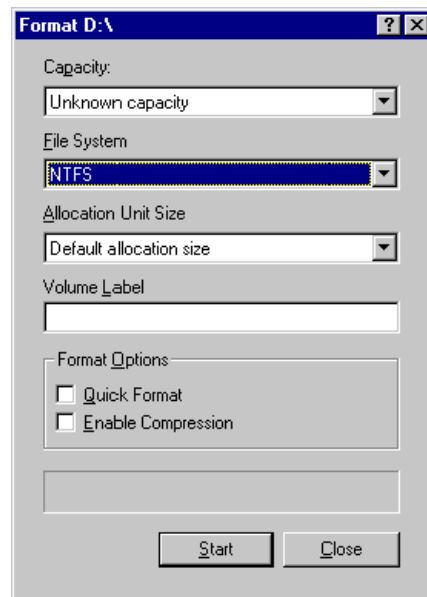 Format D:\
Capacity:
Unknown capacity
File System
NTFS
Allocation Unit Size
Default allocation size
Volume Label
Format Options
Quick Format
Enable Compression
Start
Close